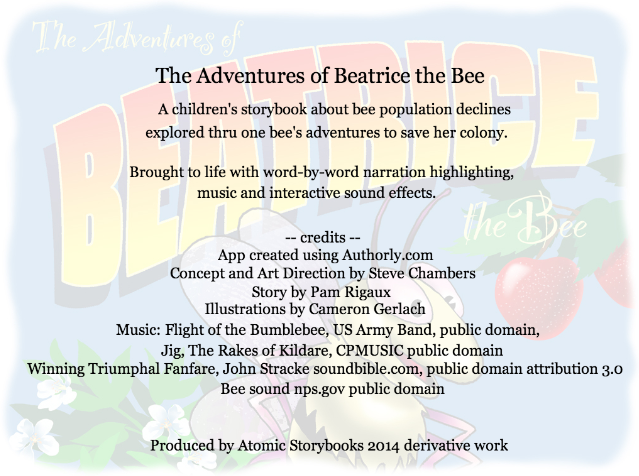 The Adventures of
BEATRICE
the Bee
The Adventures of Beatrice the Bee
A children's storybook about bee population declines
explored thru one bee's adventures to save her colony.
Brought to life with word-by-word narration highlighting,
music and interactive sound effects.
-- credits --
App created using Authorly.com
Concept and Art Direction by Steve Chambers
Story by Pam Rigaux
Illustrations by Cameron Gerlach
Music: Flight of the Bumblebee, US Army Band, public domain,
Jig, The Rakes of Kildare, CPMUSIC public domain
Winning Triumphal Fanfare, John Stracke soundbible.com, public domain attribution 3.0
Bee sound nps.gov public domain
Produced by Atomic Storybooks 2014 derivative work